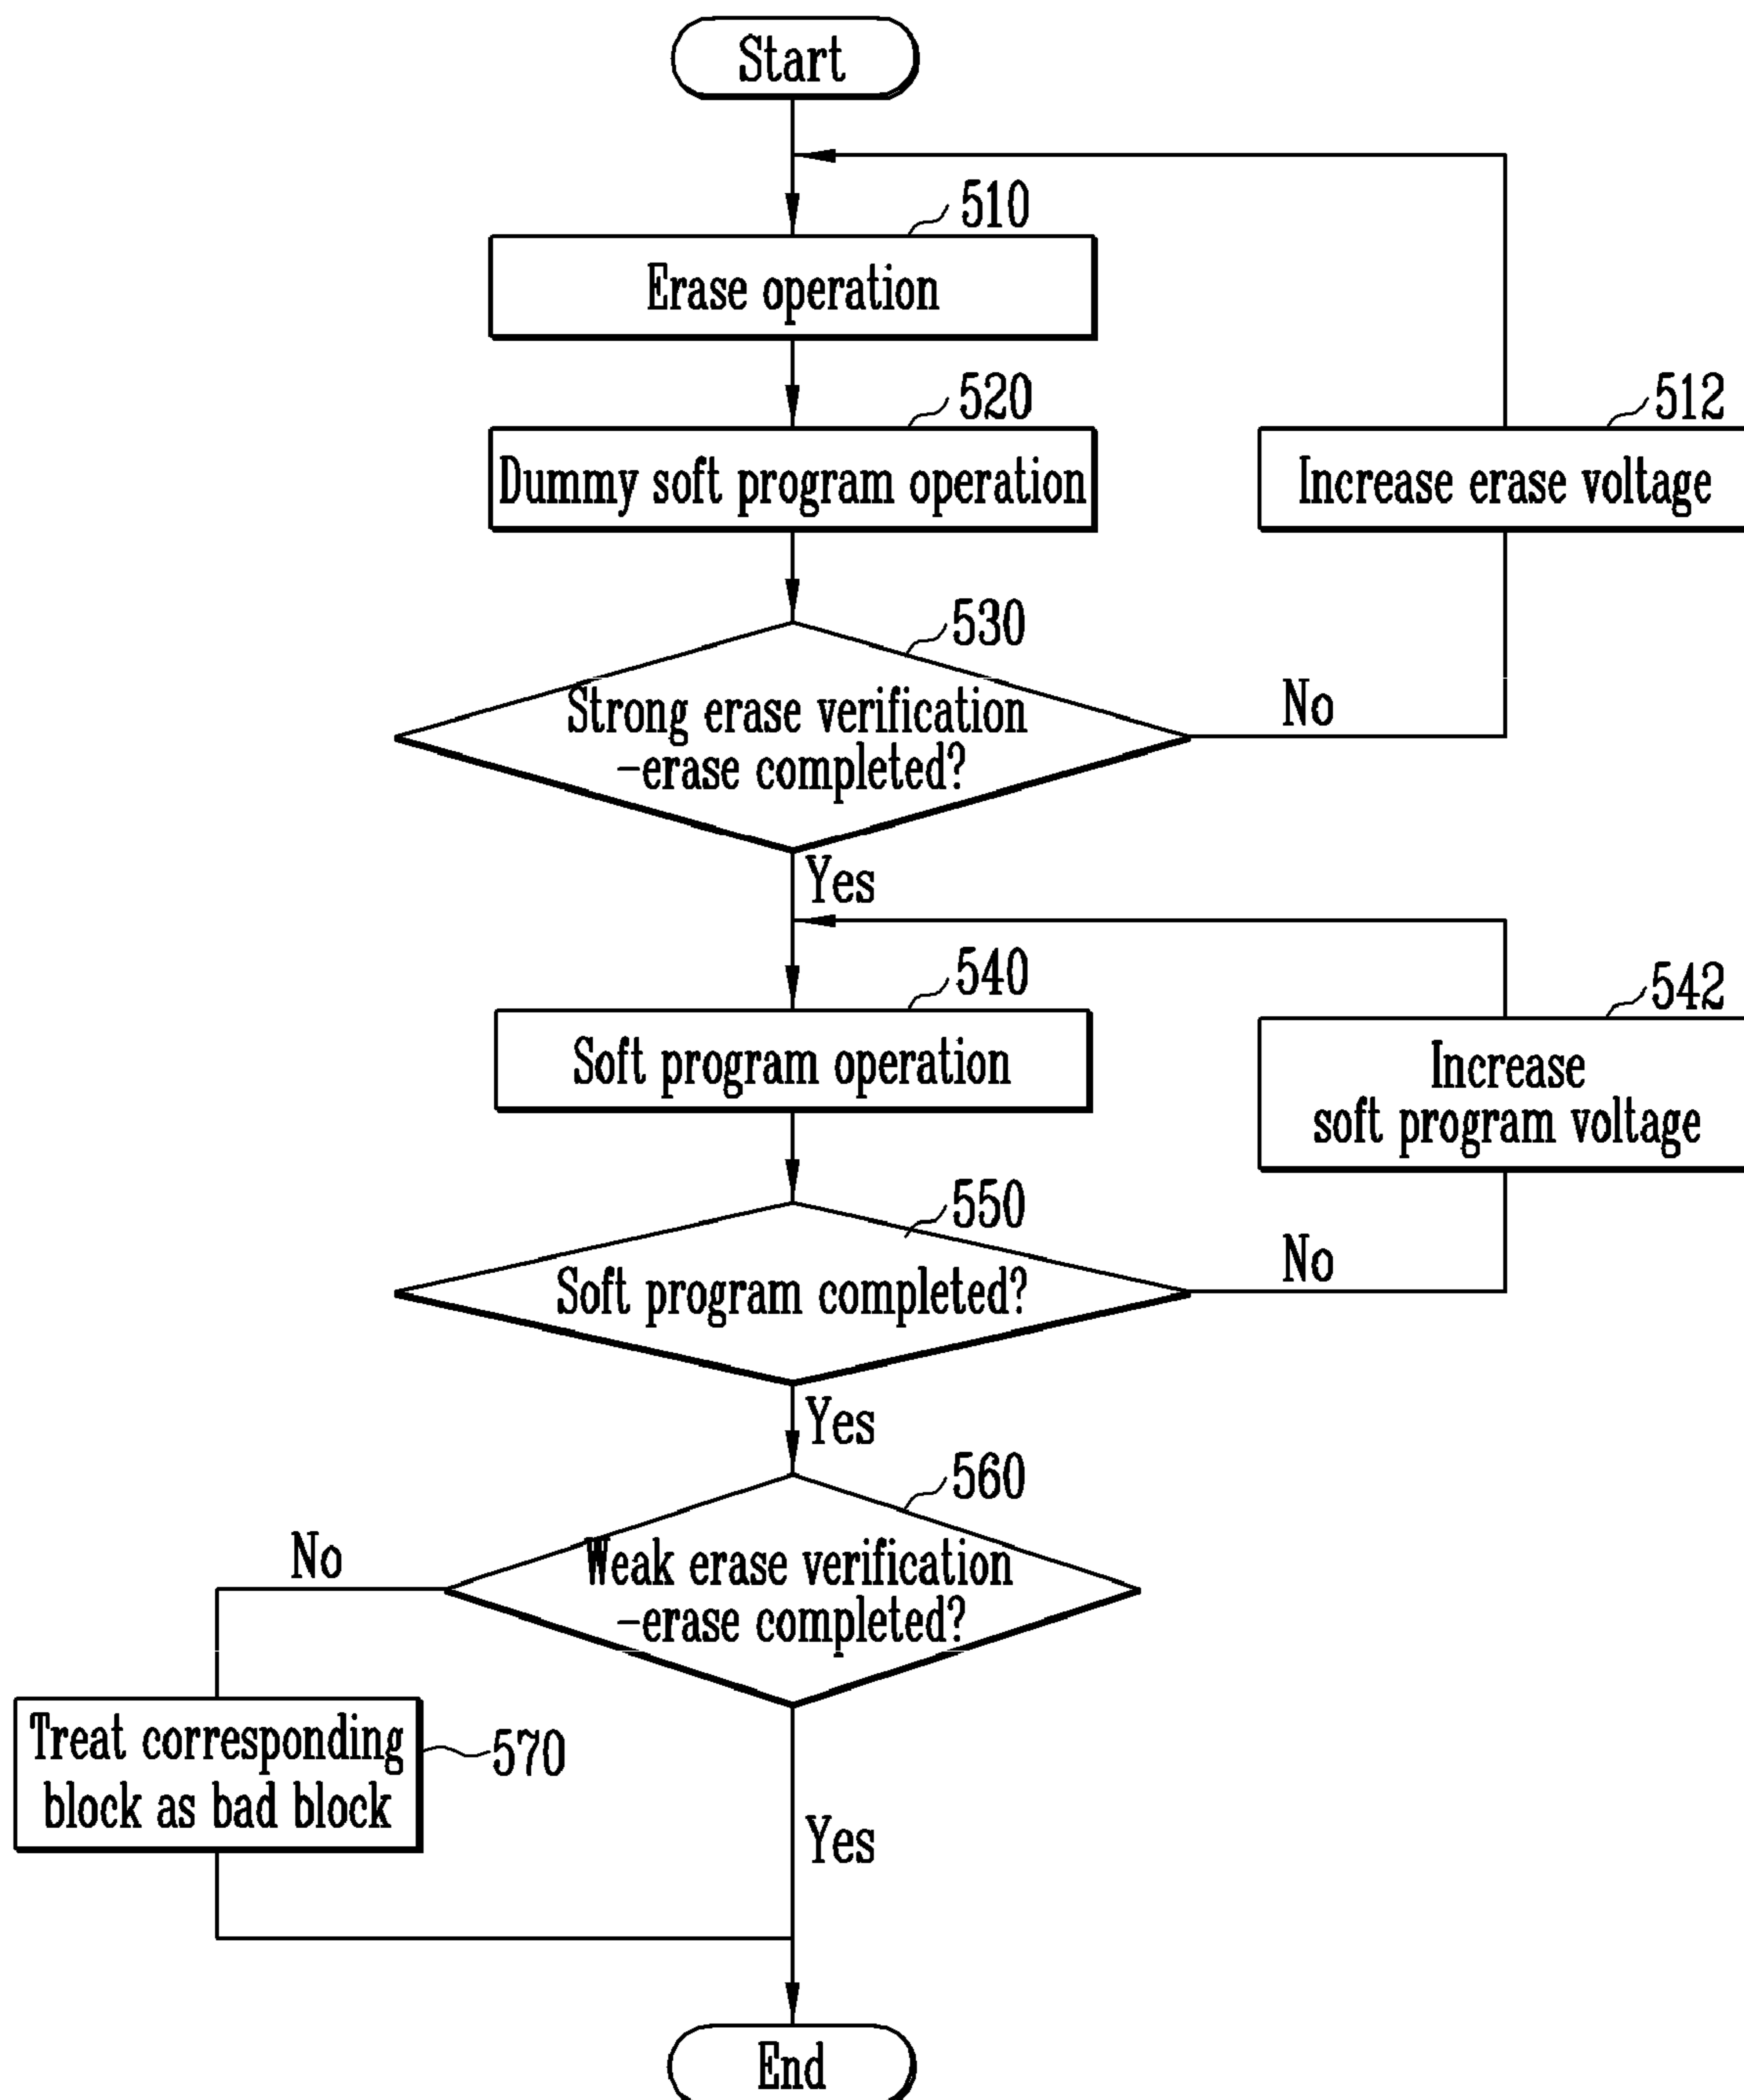 Start
510
Erase operation
520
Dummy soft program operation
512
Increase erase voltage
530
Strong erase verification
-erase completed?
No
Yes
540
Soft program operation
542
Increase
soft program voltage
550
Soft program completed?
No
Yes
560
Weak erase verification
-erase completed?
No
Treat corresponding
block as bad block
570
Yes
End